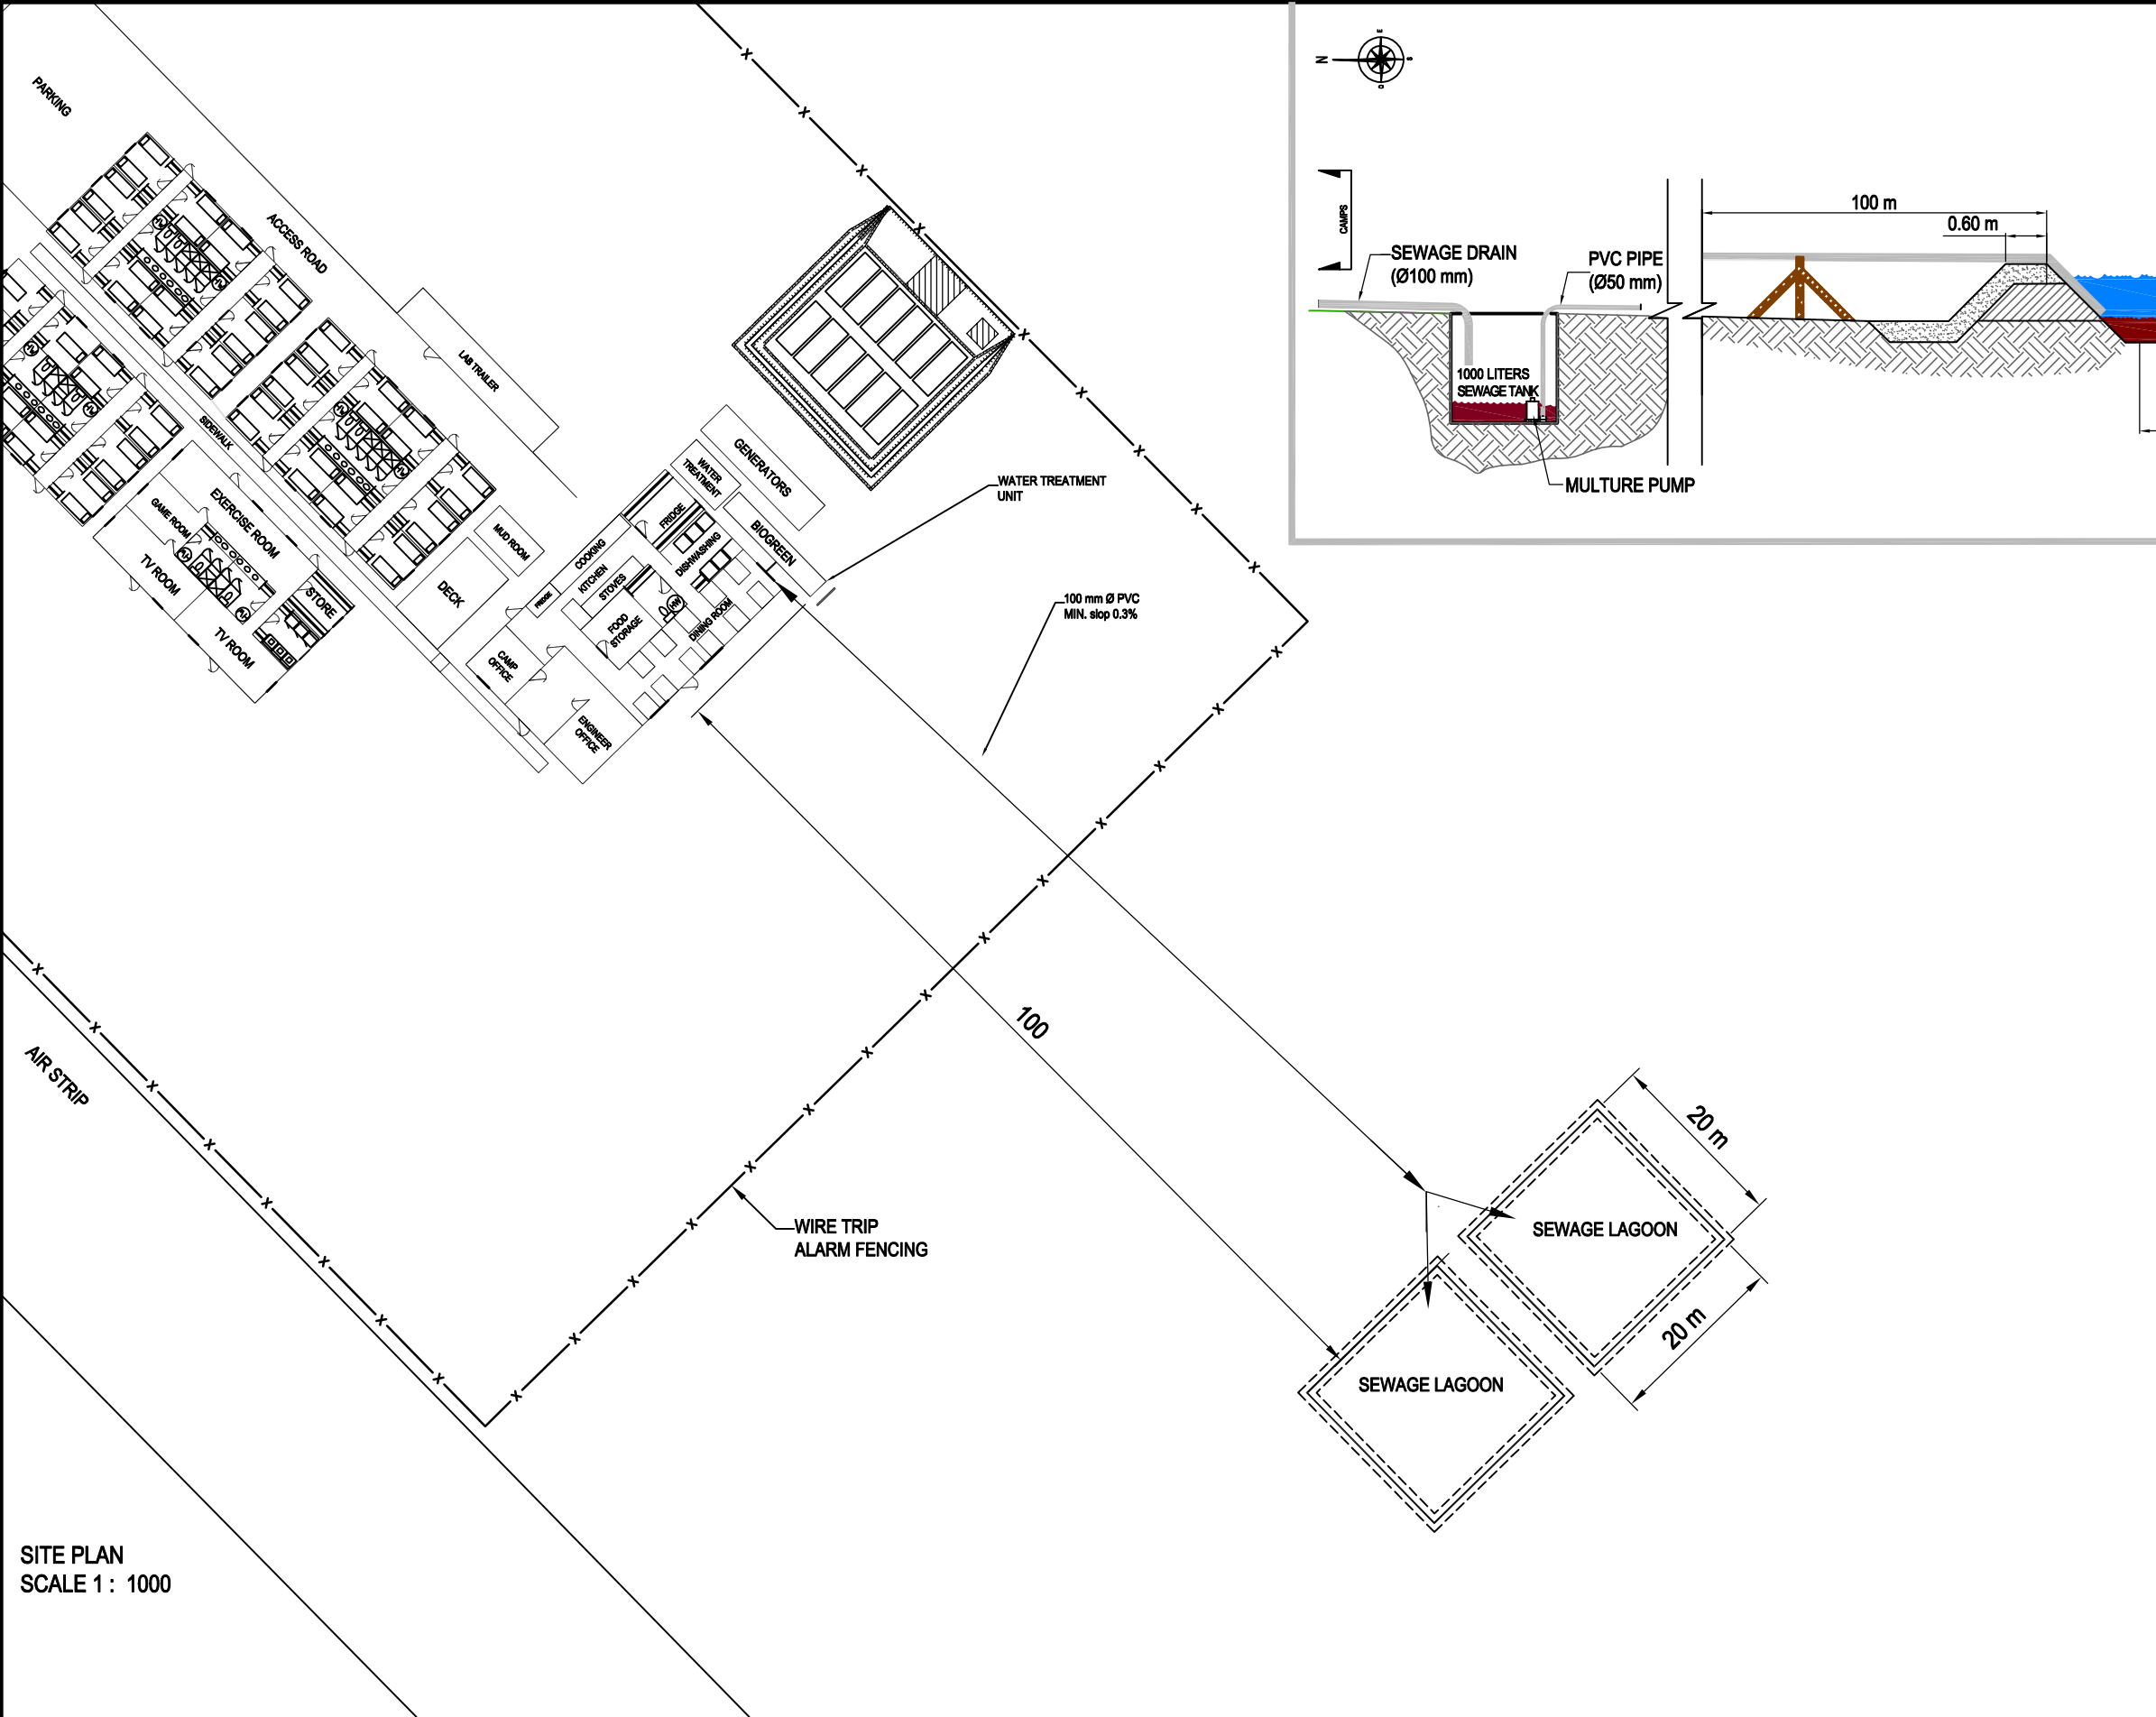 PARKING
ACCESS ROAD
LAB TRAILER
SIDEWALK
GAME ROOM
EXERCISE ROOM
TV ROOM
TV ROOM
STORE
MUD ROOM
DECK
COOKING
KITCHEN
FRIDGE
STOVES
FOOD
STORAGE
CAMP
OFFICE
ENGINEER
OFFICE
WATER
TREATMENT
FRIDGE
DISHWASHING
HW
DINING ROOM
GENERATORS
BIOGREEN
WATER TREATMENT
UNIT
100 mm Ø PVC
MIN. slop 0.3%
100
AIR STRIP
WIRE TRIP
ALARM FENCING
20 m
SEWAGE LAGOON
20 m
SEWAGE LAGOON
SITE PLAN
SCALE 1 : 1000
N
E
S
O
CAMPS
SEWAGE DRAIN
(Ø100 mm)
PVC PIPE
(Ø50 mm)
1000 LITERS
SEWAGE TANK
MULTURE PUMP
100 m
0.60 m